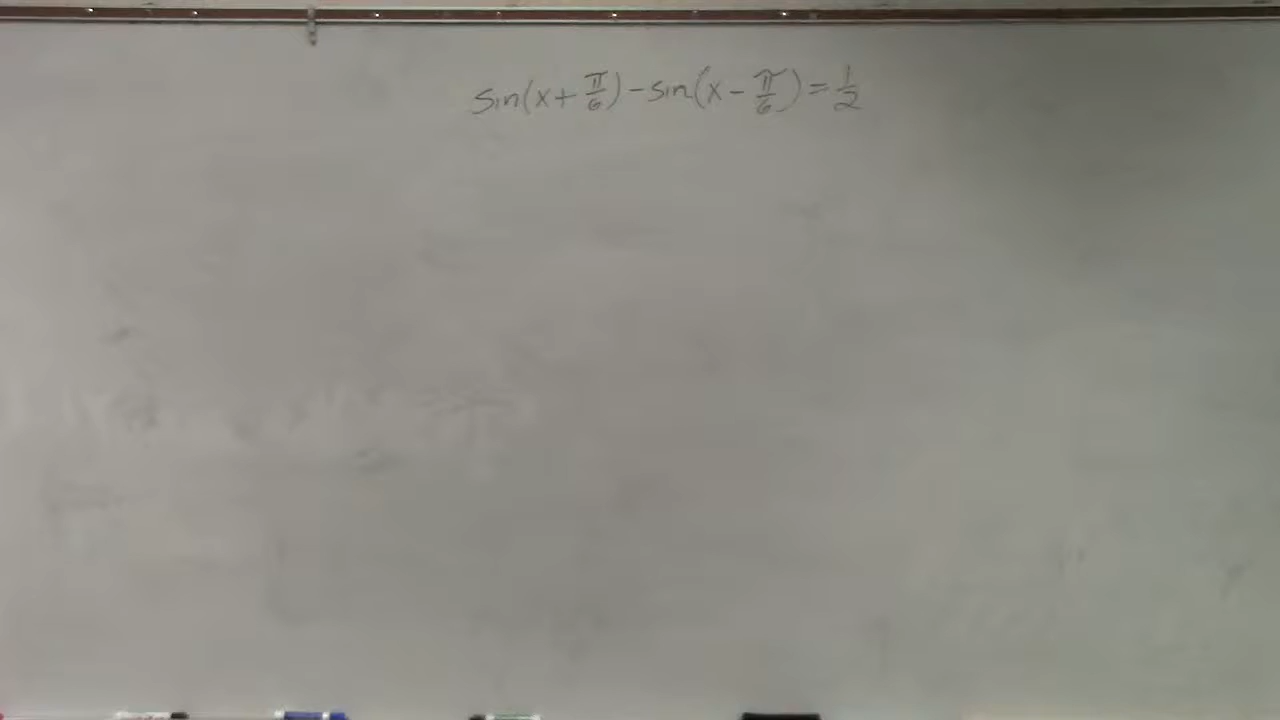 sin(x + π/6) - sin(x - π/6) = 1/2